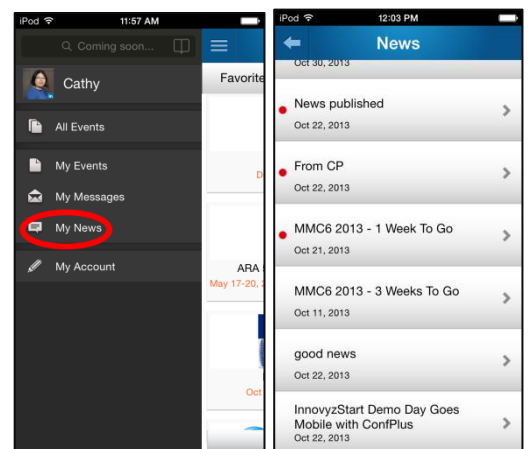 iPod 11:57 AM
Coming soon...
Cathy
All Events
My Events
My Messages
My News
My Account
Favorite
D
ARA
May 17-20, 2
Oct
iPod 12:03 PM
News
Oct 30, 2013
News published
Oct 22, 2013
From CP
Oct 22, 2013
MMC6 2013 - 1 Week To Go
Oct 21, 2013
MMC6 2013 - 3 Weeks To Go
Oct 11, 2013
good news
Oct 22, 2013
InnovyzStart Demo Day Goes
Mobile with ConfPlus
Oct 22, 2013